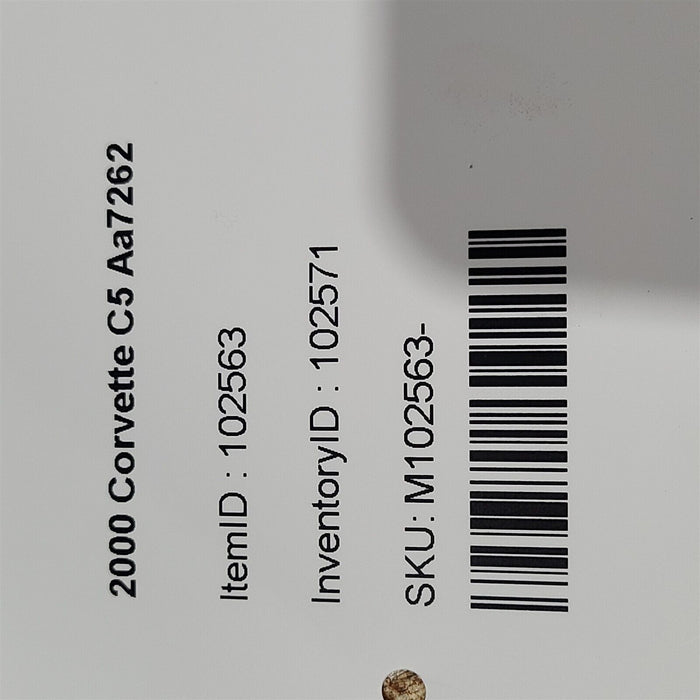 2000 Corvette C5 Aa7262
ItemID : 102563
InventoryID : 102571
SKU: M102563-